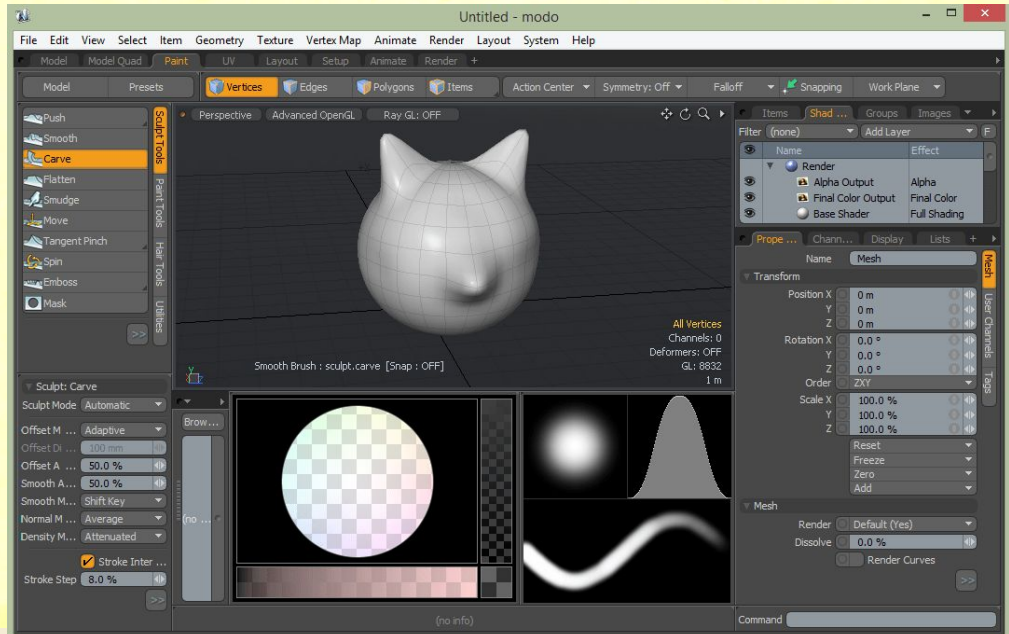 Untitled - modo
File Edit View Select Item Geometry Texture Vertex Map Animate Render Layout System Help
Model Model Quad Paint UV Layout Setup Animate Render +
Model Presets Vertices Edges Polygons Items Action Center Symmetry: Off Falloff Snapping Work Plane
Push
Smooth
Carve
Flatten
Smudge
Move
Tangent Pinch
Spin
Emboss
Mask
>>
Sculpt Tools
Paint Tools
Hair Tools
Utilities
Perspective Advanced OpenGL Ray GL: OFF
All Vertices
Channels: 0
Deformers: OFF
GL: 8832
1 m
Smooth Brush : sculpt.carve [Snap : OFF]
Y
Z
Sculpt: Carve
Sculpt Mode Automatic
Offset M ... Adaptive
Offset Di ... 100 mm
Offset A ... 50.0 %
Smooth A... 50.0 %
Smooth M... Shift Key
Normal M ... Average
Density M... Attenuated
Stroke Inter ...
Stroke Step 8.0 %
>>
Brow...
(no ...
(no info)
Items Shad ... Groups Images
Filter (none) Add Layer F
Name Effect
Render
Alpha Output Alpha
Final Color Output Final Color
Base Shader Full Shading
Prope ... Chann... Display Lists +
Name Mesh
Transform
Position X 0 m
Y 0 m
Z 0 m
Rotation X 0.0 °
Y 0.0 °
Z 0.0 °
Order ZXY
Scale X 100.0 %
Y 100.0 %
Z 100.0 %
Reset
Freeze
Zero
Add
Mesh
Render Default (Yes)
Dissolve 0.0 %
Render Curves
>>
Mesh
User Channels
Tags
Command